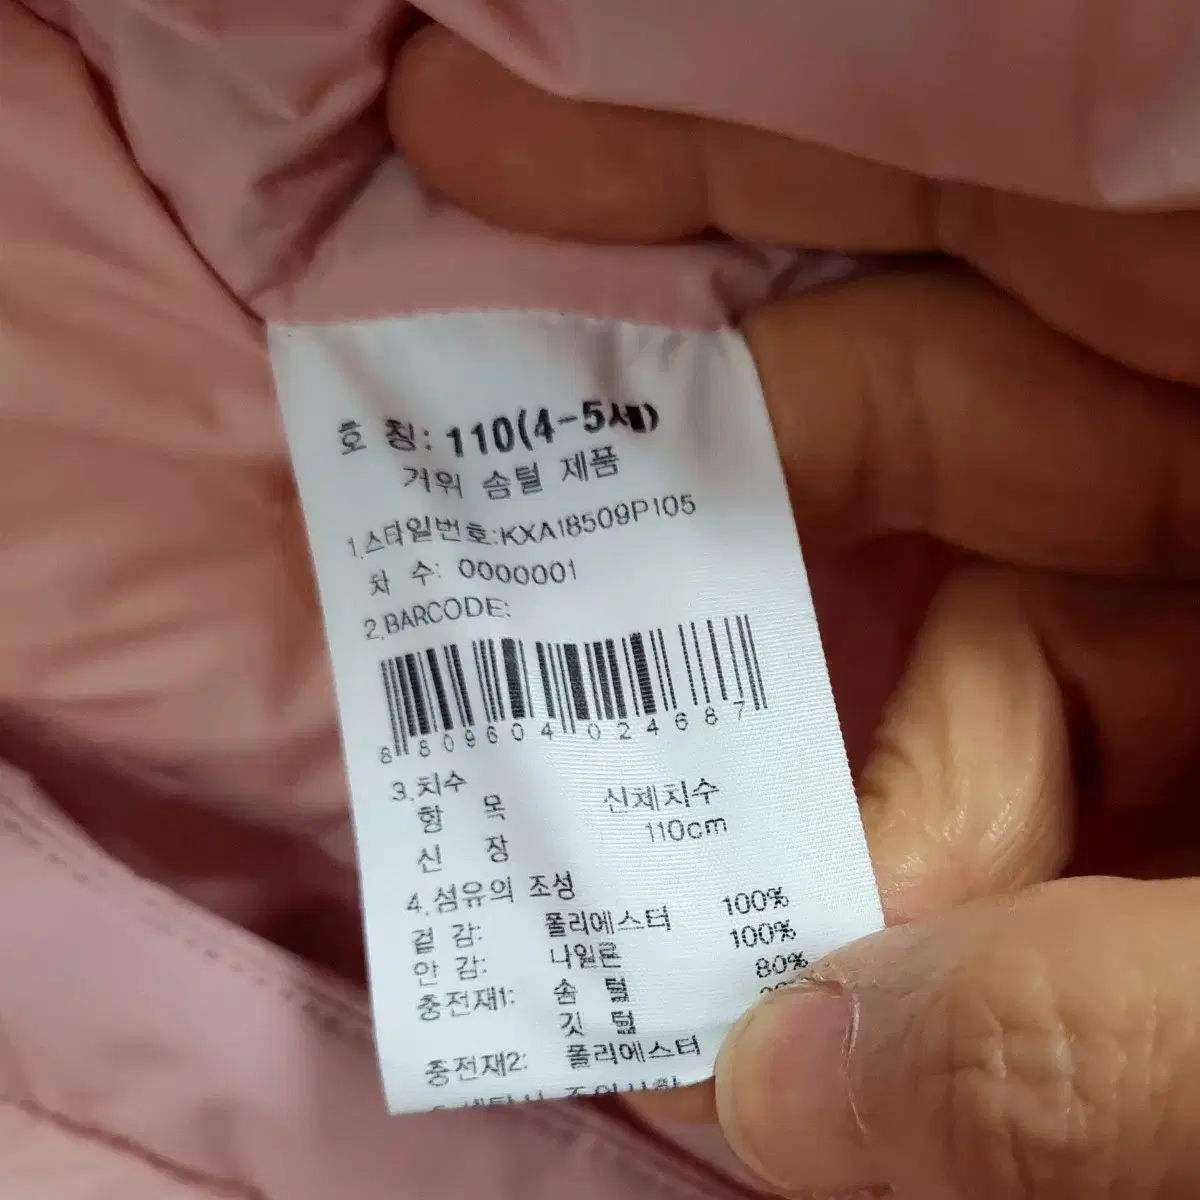 호 칭: 110(4-5세)
거위 솜털 제품
1.스타일번호:KXA18509P105
차 수: 0000001
2.BARCODE:
8 809604 024687
3.치수
항 목 신체치수
신 장 110cm
4.섬유의 조성
겉 감: 폴리에스터 100%
안 감: 나일론 100%
충전재1: 솜 털 80%
깃 털
충전재2: 폴리에스터